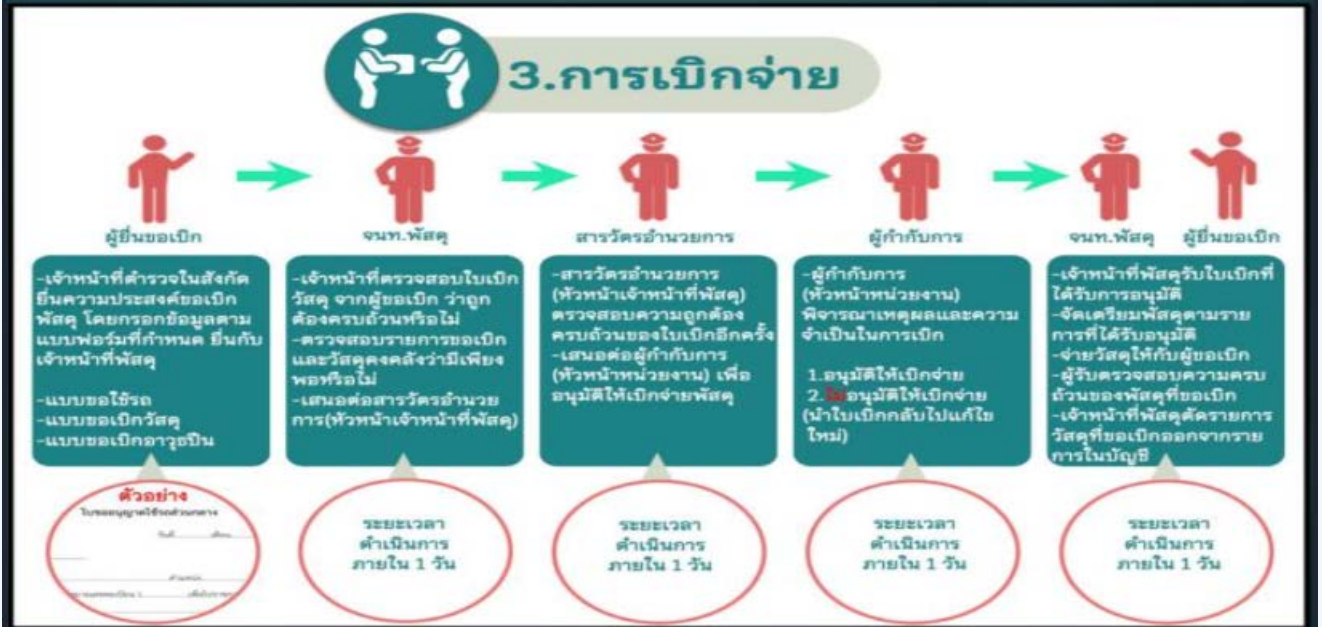 3.การเบิกจ่าย
ผู้ยื่นขอเบิก
จนท.พัสดุ
สารวัตรอำนวยการ
ผู้กำกับการ
จนท.พัสดุ
ผู้ยื่นขอเบิก
-เจ้าหน้าที่ตำรวจในสังกัด
ยื่นความประสงค์ขอเบิก
พัสดุ โดยกรอกข้อมูลตาม
แบบฟอร์มที่กำหนด ยื่นกับ
เจ้าหน้าที่พัสดุ
-แบบขอใช้รถ
-แบบขอเบิกวัสดุ
-แบบขอเบิกอาวุธปืน
-เจ้าหน้าที่ตรวจสอบใบเบิก
วัสดุ จากผู้ขอเบิก ว่าถูก
ต้องครบถ้วนหรือไม่
-ตรวจสอบรายการขอเบิก
และวัสดุคงคลังว่ามีเพียง
พอหรือไม่
-เสนอต่อสารวัตรอำนวย
การ(หัวหน้าเจ้าหน้าที่พัสดุ)
-สารวัตรอำนวยการ
(หัวหน้าเจ้าหน้าที่พัสดุ)
ตรวจสอบความถูกต้อง
ครบถ้วนของใบเบิกอีกครั้ง
-เสนอต่อผู้กำกับการ
(หัวหน้าหน่วยงาน) เพื่อ
อนุมัติให้เบิกจ่ายพัสดุ
-ผู้กำกับการ
(หัวหน้าหน่วยงาน)
พิจารณาเหตุผลและความ
จำเป็นในการเบิก
1.อนุมัติให้เบิกจ่าย
2.ไม่อนุมัติให้เบิกจ่าย
(นำใบเบิกกลับไปแก้ไข
ใหม่)
-เจ้าหน้าที่พัสดุรับใบเบิกที่
ได้รับการอนุมัติ
-จัดเตรียมพัสดุตามราย
การที่ได้รับอนุมัติ
-จ่ายวัสดุให้กับผู้ขอเบิก
-ผู้รับตรวจสอบความครบ
ถ้วนของพัสดุที่ขอเบิก
-เจ้าหน้าที่พัสดุตัดรายการ
วัสดุที่ขอเบิกออกจากราย
การในบัญชี
ตัวอย่าง
ใบขออนุญาตใช้รถส่วนกลาง
วันที่ เดือน
ตำแหน่ง
ระยะเวลา
ดำเนินการ
ภายใน 1 วัน
ระยะเวลา
ดำเนินการ
ภายใน 1 วัน
ระยะเวลา
ดำเนินการ
ภายใน 1 วัน
ระยะเวลา
ดำเนินการ
ภายใน 1 วัน